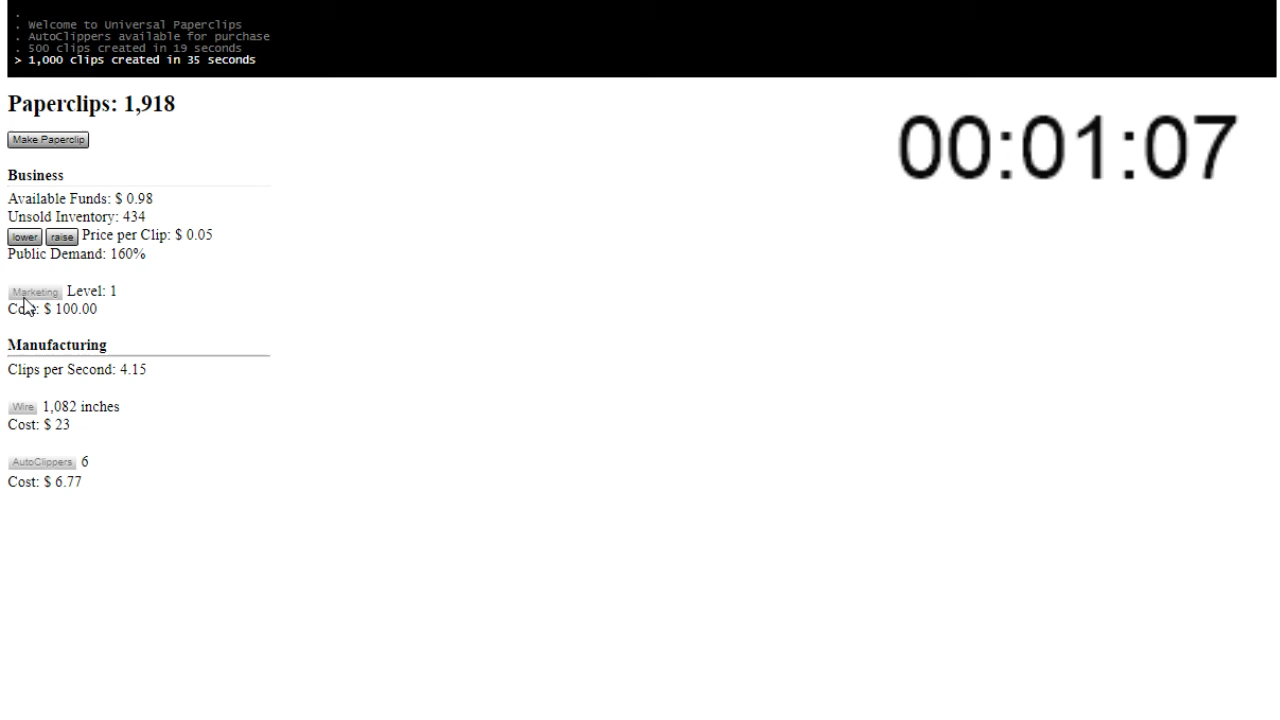 .
. Welcome to Universal Paperclips
. AutoClippers available for purchase
. 500 clips created in 19 seconds
> 1,000 clips created in 35 seconds
Paperclips: 1,918
00:01:07
Make Paperclip
Business
Available Funds: $ 0.98
Unsold Inventory: 434
lower raise Price per Clip: $ 0.05
Public Demand: 160%
Marketing Level: 1
Cost: $ 100.00
Manufacturing
Clips per Second: 4.15
Wire 1,082 inches
Cost: $ 23
AutoClippers 6
Cost: $ 6.77